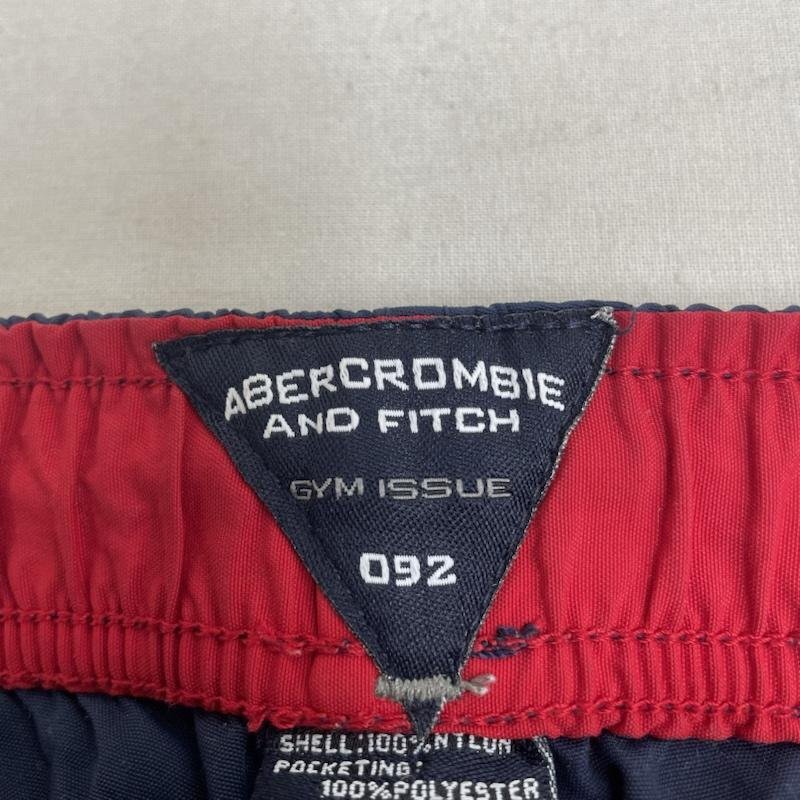 ABERCROMBIE
AND FITCH
GYM ISSUE
092
SHELL:100%NYLON
POCKETING:
100%POLYESTER